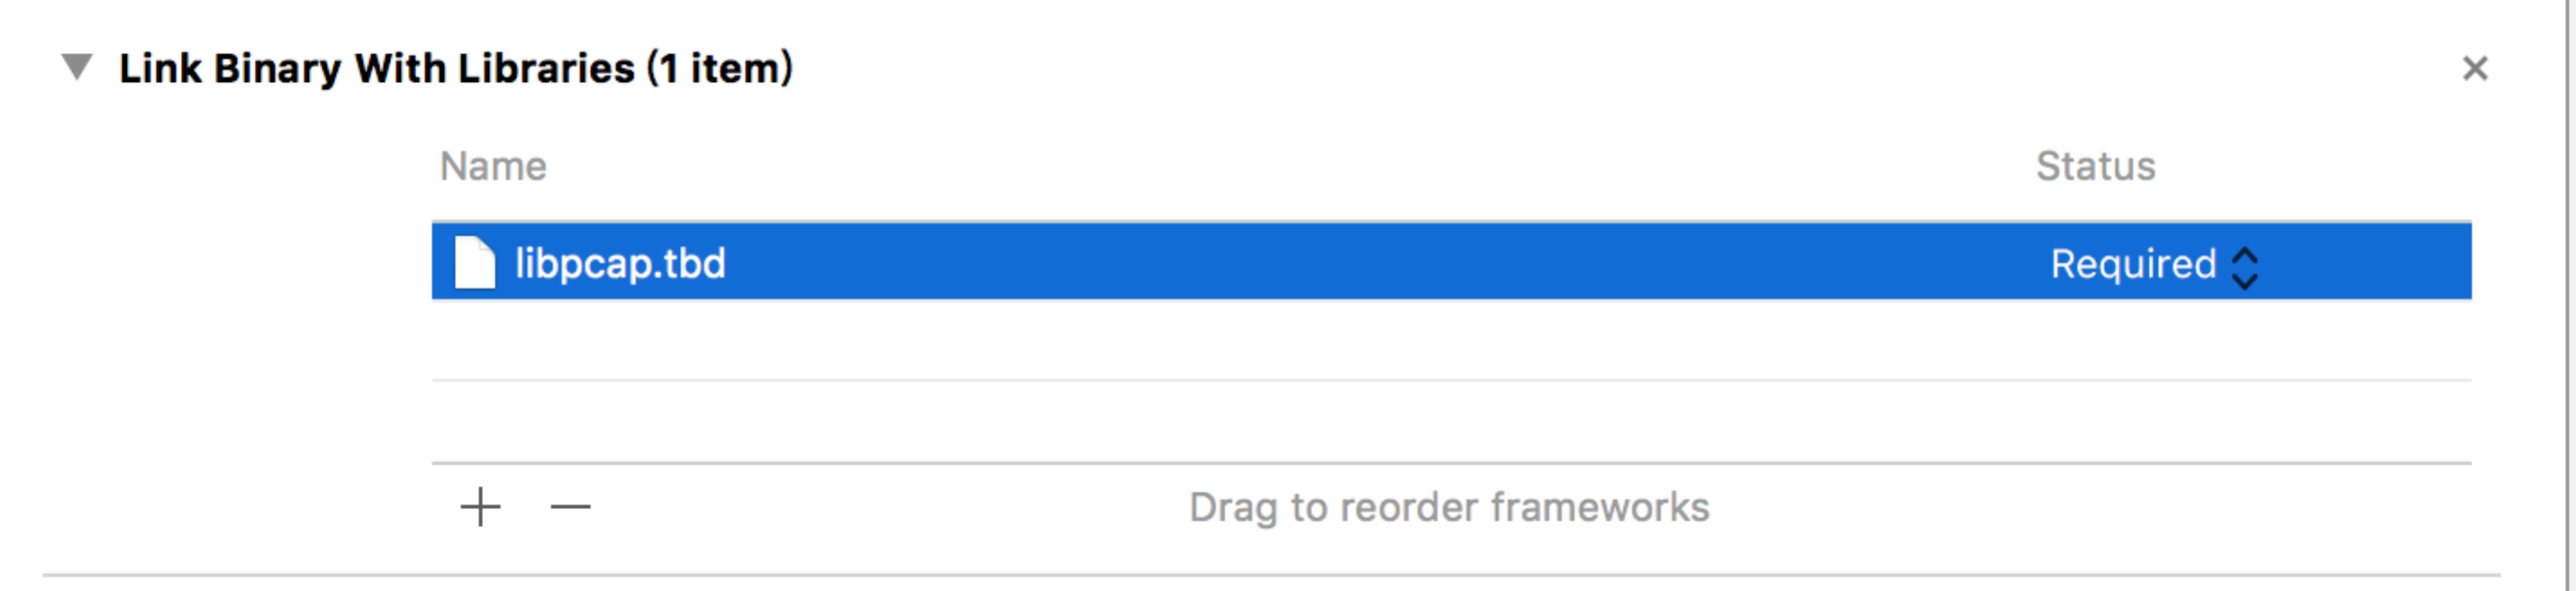 Link Binary With Libraries (1 item)
Name Status
libpcap.tbd Required
Drag to reorder frameworks